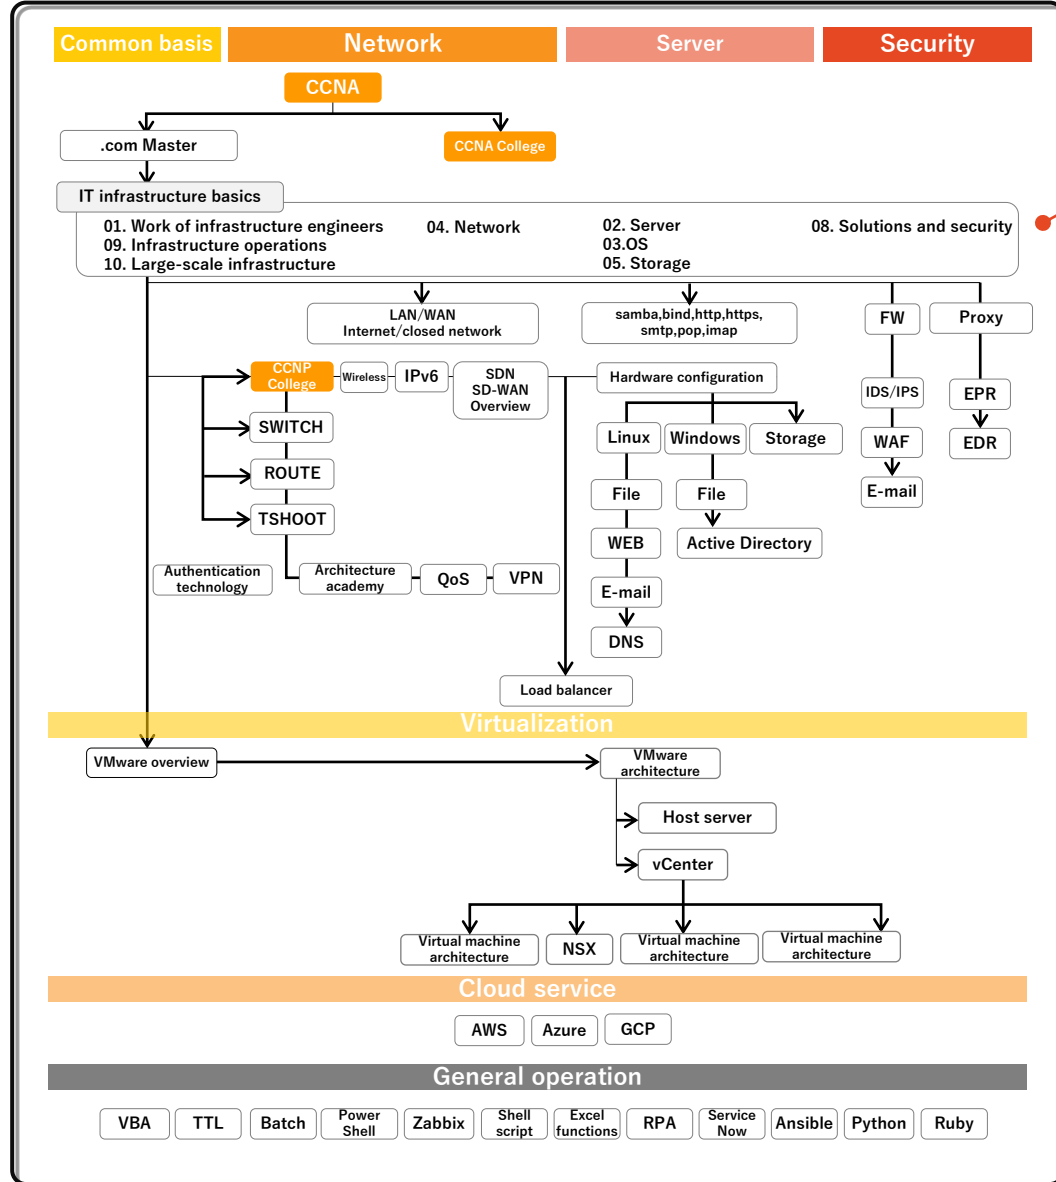 Common basis
Network
Server
Security
CCNA
.com Master
CCNA College
IT infrastructure basics
01. Work of infrastructure engineers
09. Infrastructure operations
10. Large-scale infrastructure
04. Network
02. Server
03.OS
05. Storage
08. Solutions and security
LAN/WAN
Internet/closed network
samba,bind,http,https,
smtp,pop,imap
FW
Proxy
CCNP
College
Wireless
IPv6
SDN
SD-WAN
Overview
Hardware configuration
IDS/IPS
EPR
SWITCH
Linux
Windows
Storage
WAF
EDR
ROUTE
File
File
E-mail
TSHOOT
WEB
Active Directory
Authentication
technology
Architecture
academy
QoS
VPN
E-mail
DNS
Load balancer
Virtualization
VMware overview
VMware
architecture
Host server
vCenter
Virtual machine
architecture
NSX
Virtual machine
architecture
Virtual machine
architecture
Cloud service
AWS
Azure
GCP
General operation
VBA
TTL
Batch
Power
Shell
Zabbix
Shell
script
Excel
functions
RPA
Service
Now
Ansible
Python
Ruby